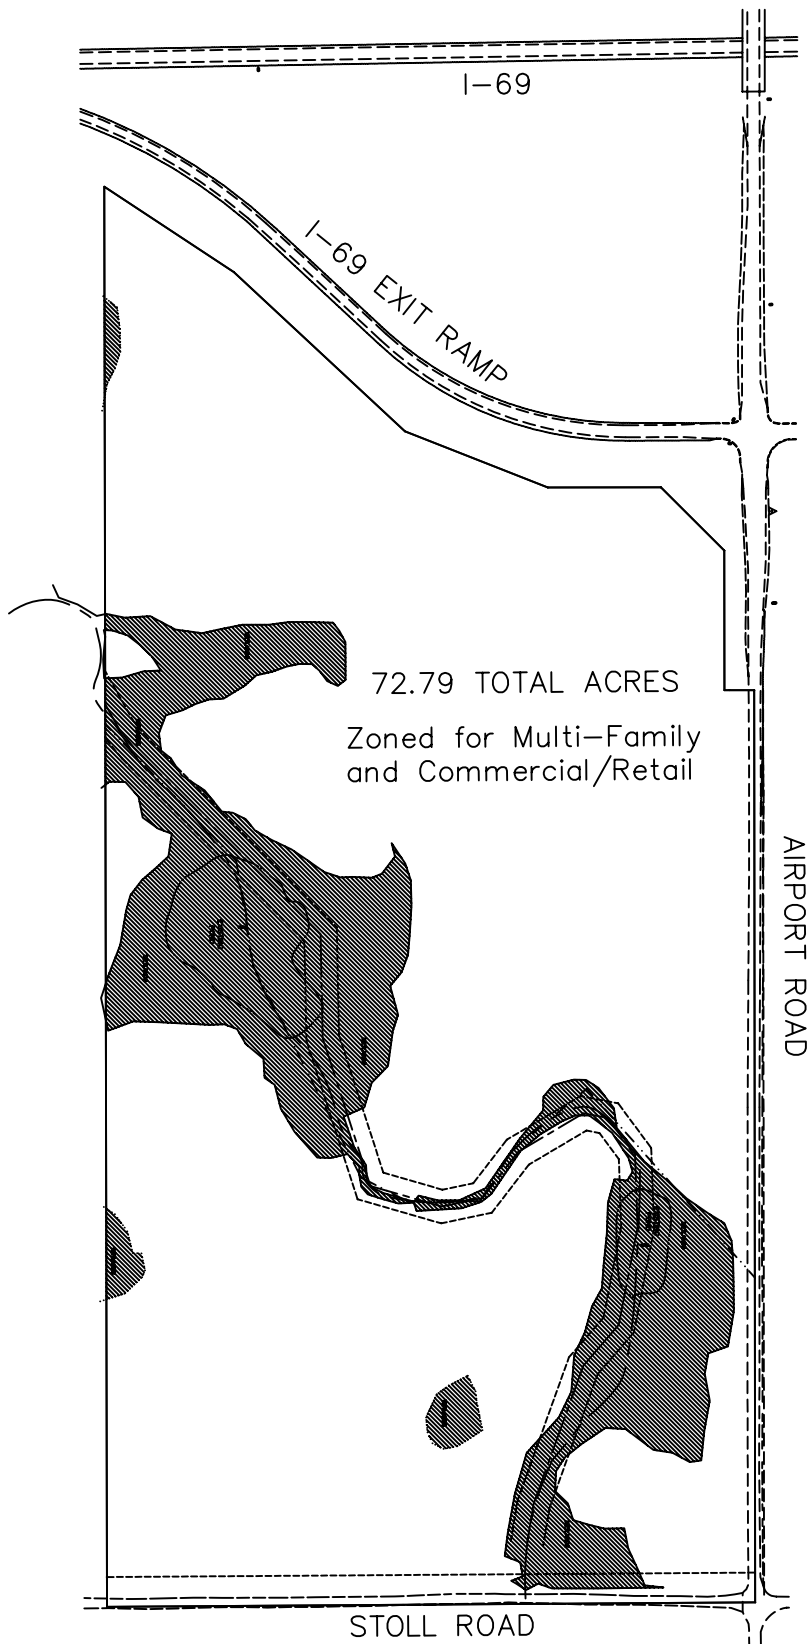 I-69
I-69 EXIT RAMP
72.79 TOTAL ACRES
Zoned for Multi-Family
and Commercial/Retail
AIRPORT ROAD
STOLL ROAD